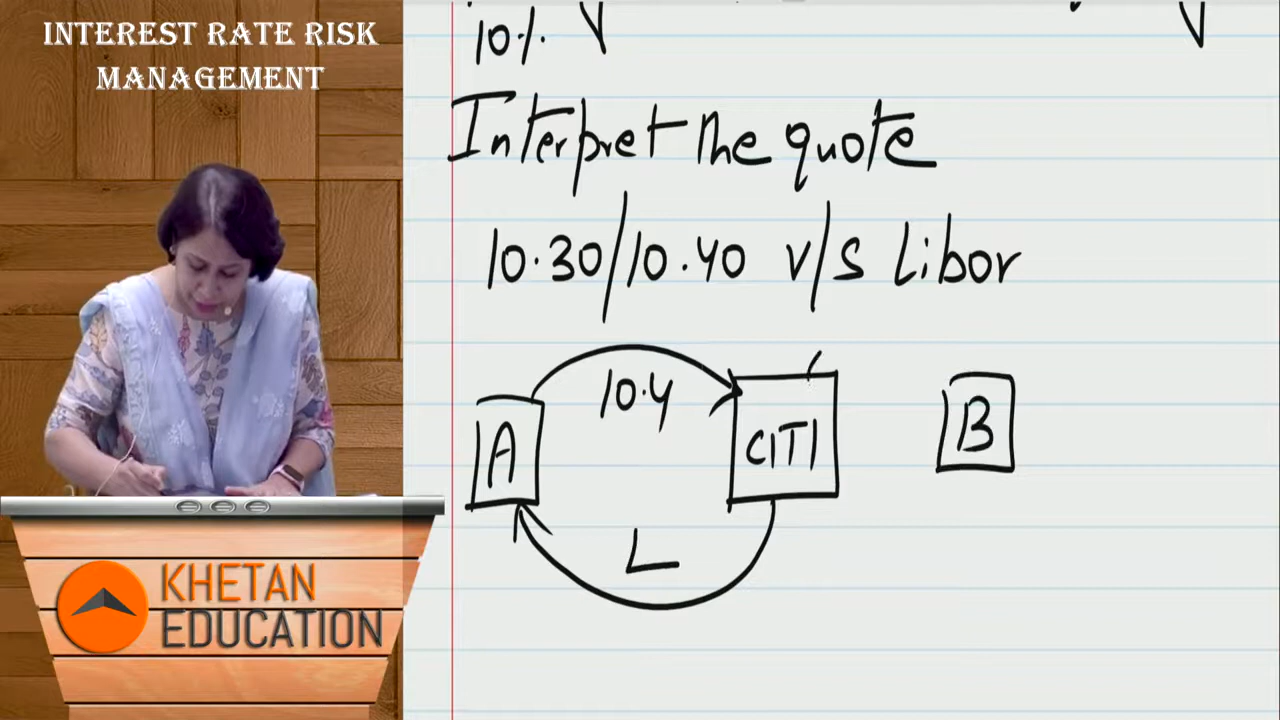 INTEREST RATE RISK
MANAGEMENT
10%
Interpret the quote
10.30/10.40 v/s Libor
10.4
A
CITI
B
L
KHETAN
EDUCATION